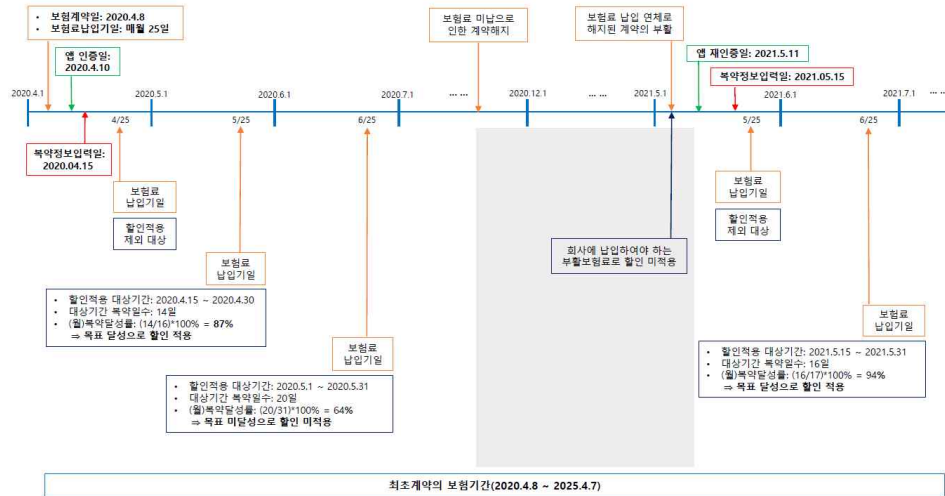 • 보험계약일: 2020.4.8
• 보험료납입기일: 매월 25일
보험료 미납으로
인한 계약해지
보험료 납입 연체로
해지된 계약의 부활
앱 인증일:
2020.4.10
앱 재인증일: 2021.5.11
복약정보입력일: 2021.05.15
2020.4.1
2020.5.1
2020.6.1
2020.7.1
... ...
2020.12.1
... ...
2021.5.1
2021.6.1
2021.7.1
... ...
4/25
5/25
6/25
5/25
6/25
복약정보입력일:
2020.04.15
보험료
납입기일
할인적용
제외 대상
보험료
납입기일
할인적용
제외 대상
회사에 납입하여야 하는
부활보험료로 할인 미적용
보험료
납입기일
• 할인적용 대상기간: 2020.4.15 ~ 2020.4.30
• 대상기간 복약일수: 14일
• (월)복약달성률: (14/16)*100% = 87%
⇒ 목표 달성으로 할인 적용
보험료
납입기일
• 할인적용 대상기간: 2020.5.1 ~ 2020.5.31
• 대상기간 복약일수: 20일
• (월)복약달성률: (20/31)*100% = 64%
⇒ 목표 미달성으로 할인 미적용
보험료
납입기일
• 할인적용 대상기간: 2021.5.15 ~ 2021.5.31
• 대상기간 복약일수: 16일
• (월)복약달성률: (16/17)*100% = 94%
⇒ 목표 달성으로 할인 적용
최초계약의 보험기간(2020.4.8 ~ 2025.4.7)